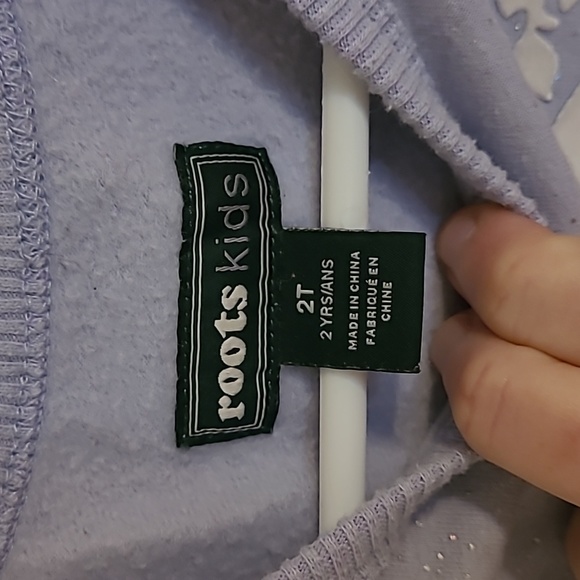 roots kids
2T
2 YRS/ANS
MADE IN CHINA
FABRIQUÉ EN
CHINE